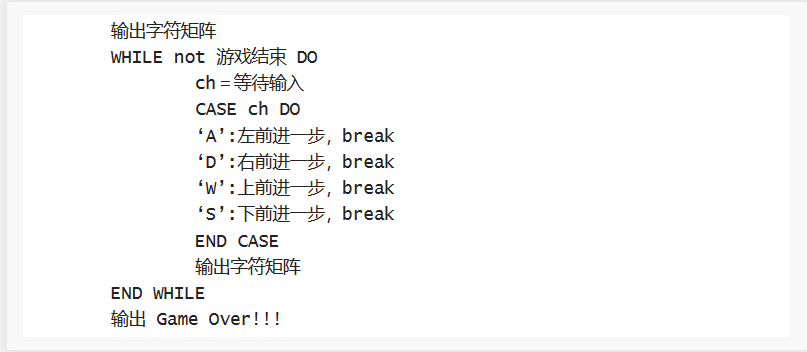 输出字符矩阵
WHILE not 游戏结束 DO
ch＝等待输入
CASE ch DO
‘A’:左前进一步，break
‘D’:右前进一步，break
‘W’:上前进一步，break
‘S’:下前进一步，break
END CASE
输出字符矩阵
END WHILE
输出 Game Over!!!